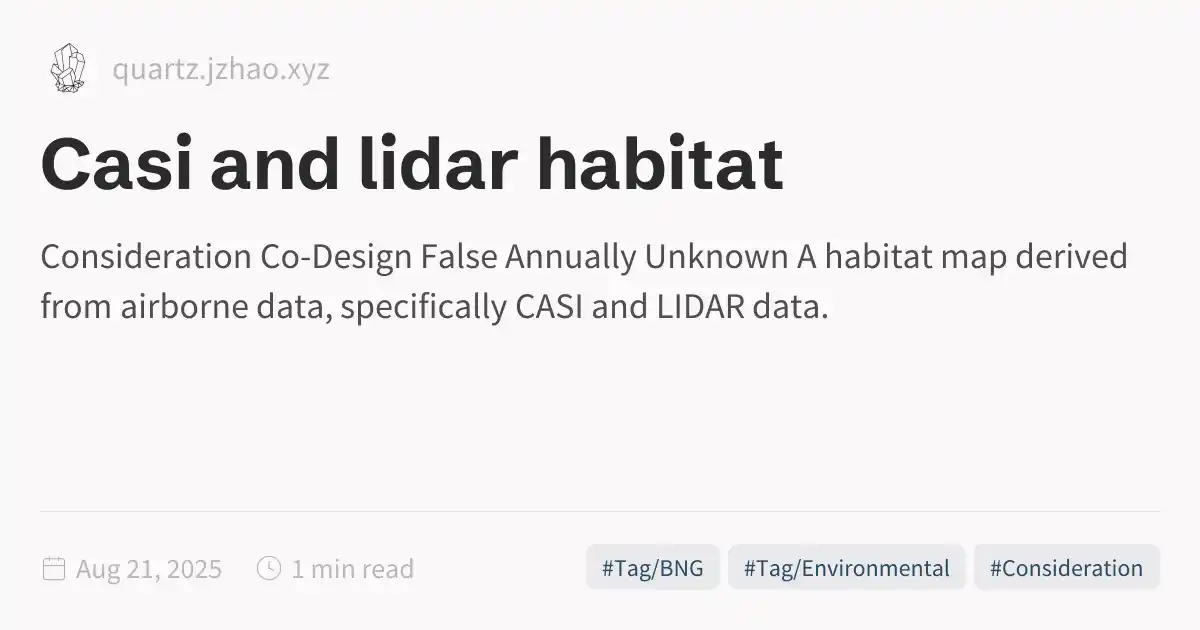 quartz.jzhao.xyz
Casi and lidar habitat
Consideration Co-Design False Annually Unknown A habitat map derived
from airborne data, specifically CASI and LIDAR data.
Aug 21, 2025 1 min read #Tag/BNG #Tag/Environmental #Consideration